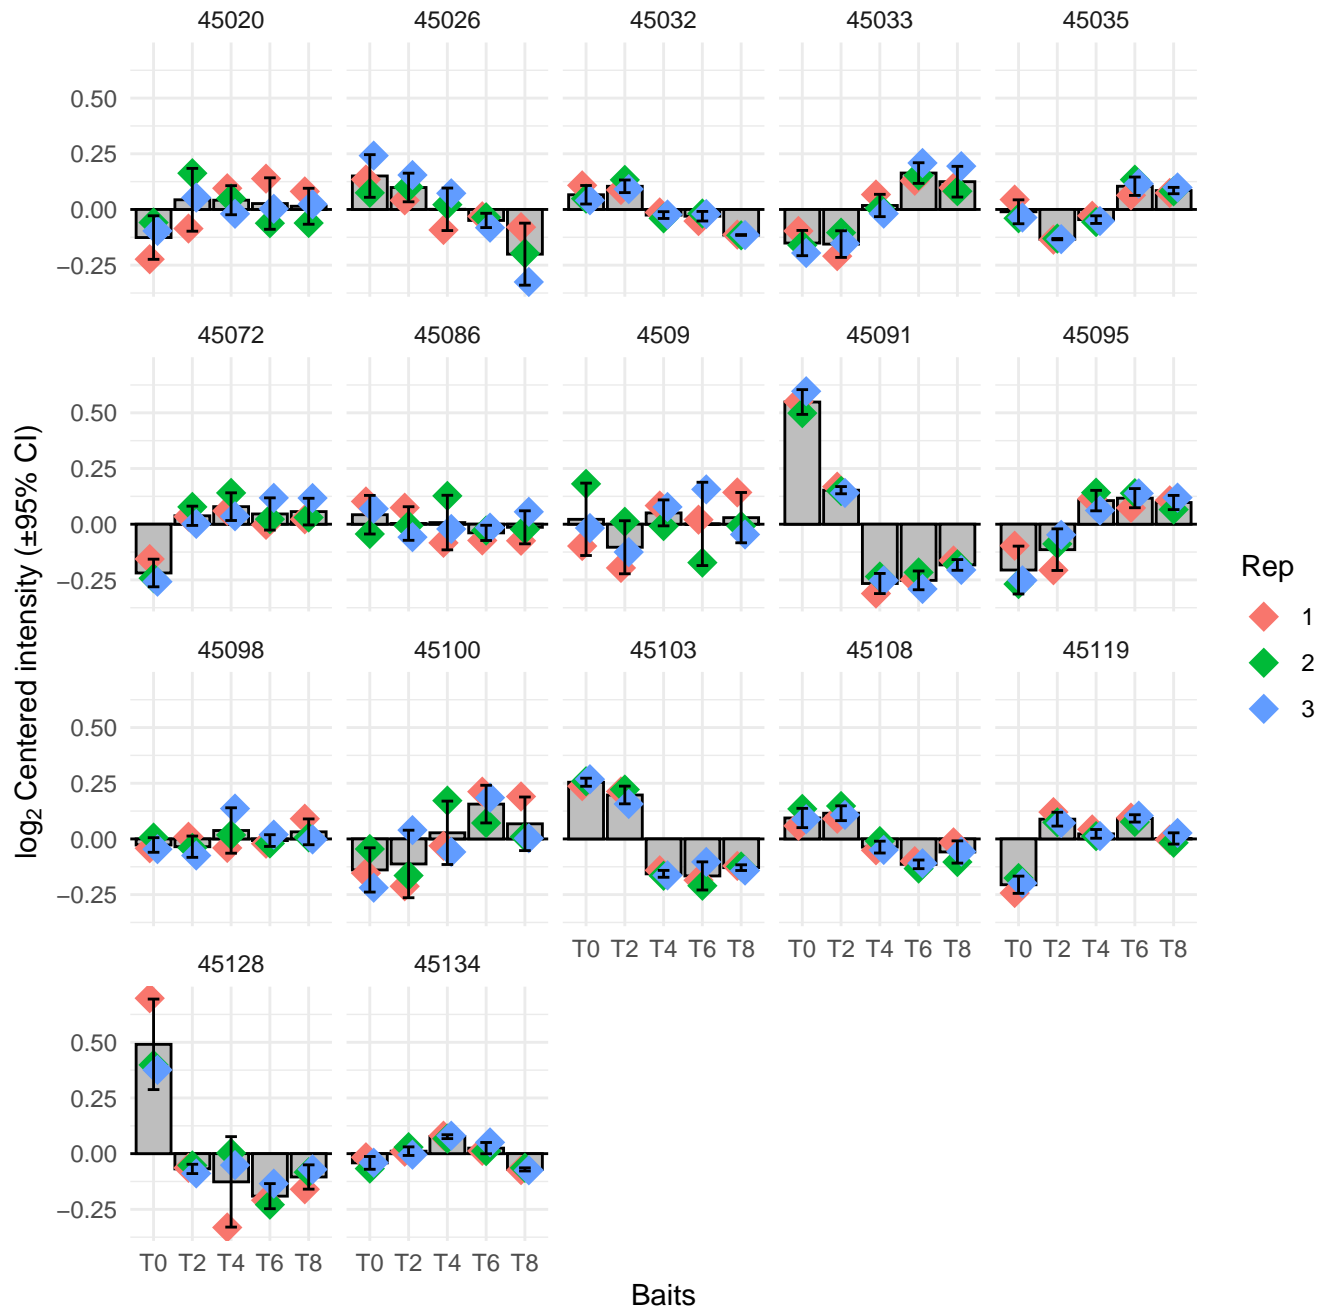 45020 45026 45032 45033 45035
0.50
0.25
0.00
−0.25
45072 45086 4509 45091 45095
0.50
0.25
0.00
−0.25
45098 45100 45103 45108 45119
0.50
0.25
0.00
−0.25
T0 T2 T4 T6 T8 T0 T2 T4 T6 T8 T0 T2 T4 T6 T8
45128 45134
0.50
0.25
0.00
−0.25
T0 T2 T4 T6 T8 T0 T2 T4 T6 T8
Baits
log₂ Centered intensity (±95% CI)
Rep
1
2
3